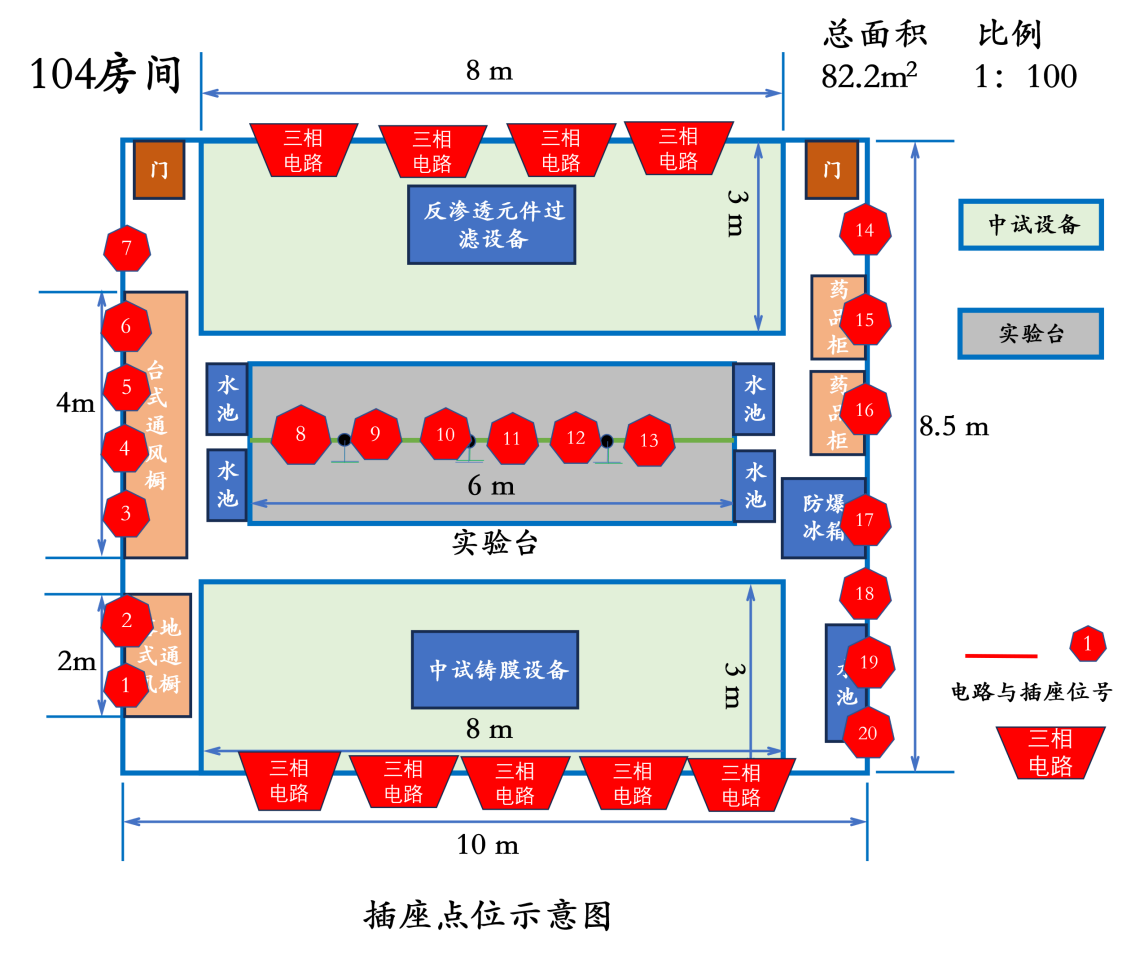 104房间
8 m
总面积
82.2m²
比例
1：100
三相
电路
三相
电路
三相
电路
三相
电路
门
门
反渗透元件过
滤设备
3 m
中试设备
实验台
7
6
5
4
3
2
1
4m
台
式
通
风
橱
水
池
水
池
8
9
10
11
12
13
6 m
实验台
水
池
水
池
14
药
品
柜
15
药
品
柜
16
防爆
冰箱
17
18
19
20
池
8.5 m
2m
地
式通
橱
中试铸膜设备
3 m
8 m
三相
电路
三相
电路
三相
电路
三相
电路
三相
电路
1
电路与插座位号
三相
电路
10 m
插座点位示意图